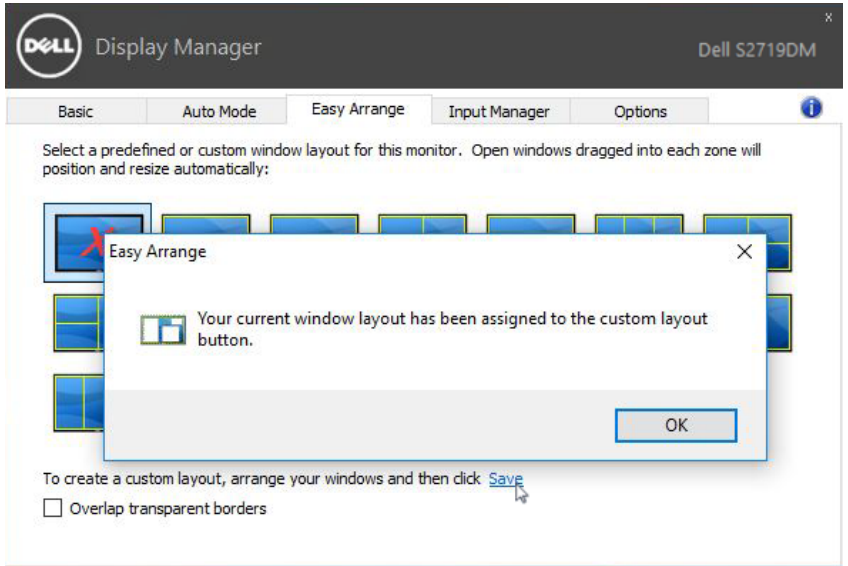 x
DELL
Display Manager
Dell S2719DM
Basic
Auto Mode
Easy Arrange
Input Manager
Options
i
Select a predefined or custom window layout for this monitor. Open windows dragged into each zone will
position and resize automatically:
X
Easy Arrange
Your current window layout has been assigned to the custom layout
button.
OK
To create a custom layout, arrange your windows and then click Save
Overlap transparent borders